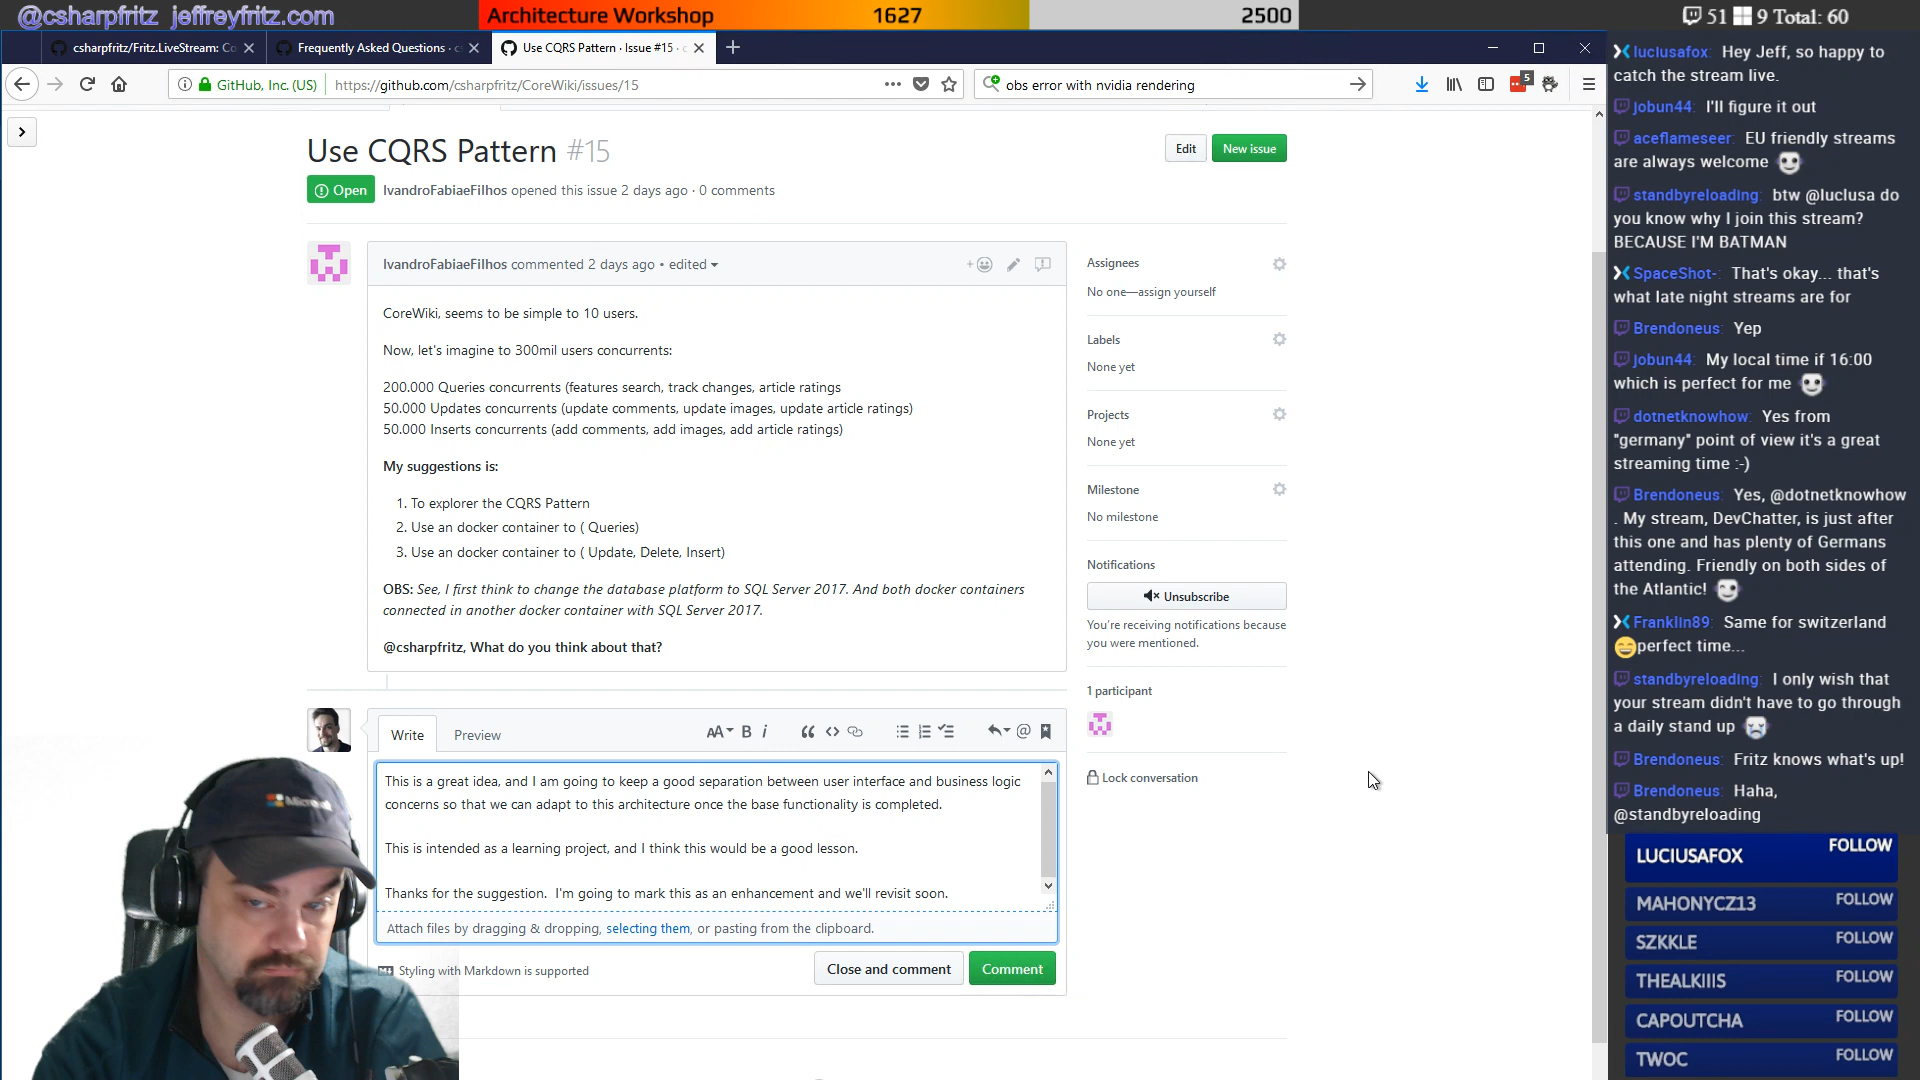 @csharpfritz jeffreyfritz.com
Architecture Workshop 1627 2500
51 9 Total: 60
csharpfritz/Fritz.LiveStream: Co
Frequently Asked Questions · c
Use CQRS Pattern · Issue #15 · c
GitHub, Inc. (US)
https://github.com/csharpfritz/CoreWiki/issues/15
obs error with nvidia rendering
5
Use CQRS Pattern #15
Edit
New issue
Open
IvandroFabiaeFilhos opened this issue 2 days ago · 0 comments
IvandroFabiaeFilhos commented 2 days ago • edited
CoreWiki, seems to be simple to 10 users.
Now, let's imagine to 300mil users concurrents:
200.000 Queries concurrents (features search, track changes, article ratings
50.000 Updates concurrents (update comments, update images, update article ratings)
50.000 Inserts concurrents (add comments, add images, add article ratings)
My suggestions is:
1. To explorer the CQRS Pattern
2. Use an docker container to ( Queries)
3. Use an docker container to ( Update, Delete, Insert)
OBS: See, I first think to change the database platform to SQL Server 2017. And both docker containers
connected in another docker container with SQL Server 2017.
@csharpfritz, What do you think about that?
Write
Preview
AA B i
This is a great idea, and I am going to keep a good separation between user interface and business logic
concerns so that we can adapt to this architecture once the base functionality is completed.
This is intended as a learning project, and I think this would be a good lesson.
Thanks for the suggestion.  I'm going to mark this as an enhancement and we'll revisit soon.
Attach files by dragging & dropping, selecting them, or pasting from the clipboard.
Styling with Markdown is supported
Close and comment
Comment
Assignees
No one—assign yourself
Labels
None yet
Projects
None yet
Milestone
No milestone
Notifications
Unsubscribe
You're receiving notifications because
you were mentioned.
1 participant
Lock conversation
luciusafox: Hey Jeff, so happy to
catch the stream live.
jobun44: I'll figure it out
aceflameseer: EU friendly streams
are always welcome
standbyreloading: btw @luclusa do
you know why I join this stream?
BECAUSE I'M BATMAN
SpaceShot-: That's okay... that's
what late night streams are for
Brendoneus: Yep
jobun44: My local time if 16:00
which is perfect for me
dotnetknowhow: Yes from
"germany" point of view it's a great
streaming time :-)
Brendoneus: Yes, @dotnetknowhow
. My stream, DevChatter, is just after
this one and has plenty of Germans
attending. Friendly on both sides of
the Atlantic!
Franklin89: Same for switzerland
perfect time...
standbyreloading: I only wish that
your stream didn't have to go through
a daily stand up
Brendoneus: Fritz knows what's up!
Brendoneus: Haha,
@standbyreloading
LUCIUSAFOX FOLLOW
MAHONYCZ13 FOLLOW
SZKKLE FOLLOW
THEALKIIIS FOLLOW
CAPOUTCHA FOLLOW
TWOC FOLLOW